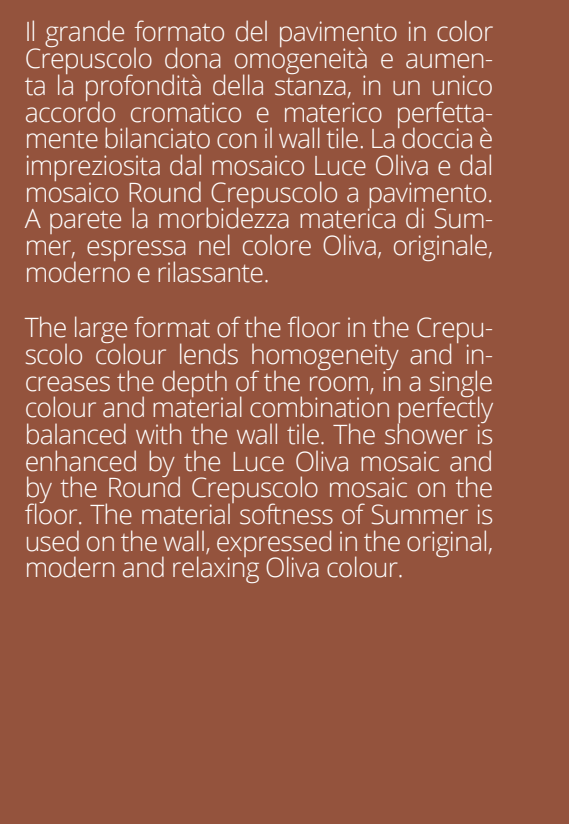 Il grande formato del pavimento in color
Crepuscolo dona omogeneità e aumen-
ta la profondità della stanza, in un unico
accordo cromatico e materico perfetta-
mente bilanciato con il wall tile. La doccia è
impreziosita dal mosaico Luce Oliva e dal
mosaico Round Crepuscolo a pavimento.
A parete la morbidezza materica di Sum-
mer, espressa nel colore Oliva, originale,
moderno e rilassante.

The large format of the floor in the Crepu-
scolo colour lends homogeneity and in-
creases the depth of the room, in a single
colour and material combination perfectly
balanced with the wall tile. The shower is
enhanced by the Luce Oliva mosaic and
by the Round Crepuscolo mosaic on the
floor. The material softness of Summer is
used on the wall, expressed in the original,
modern and relaxing Oliva colour.